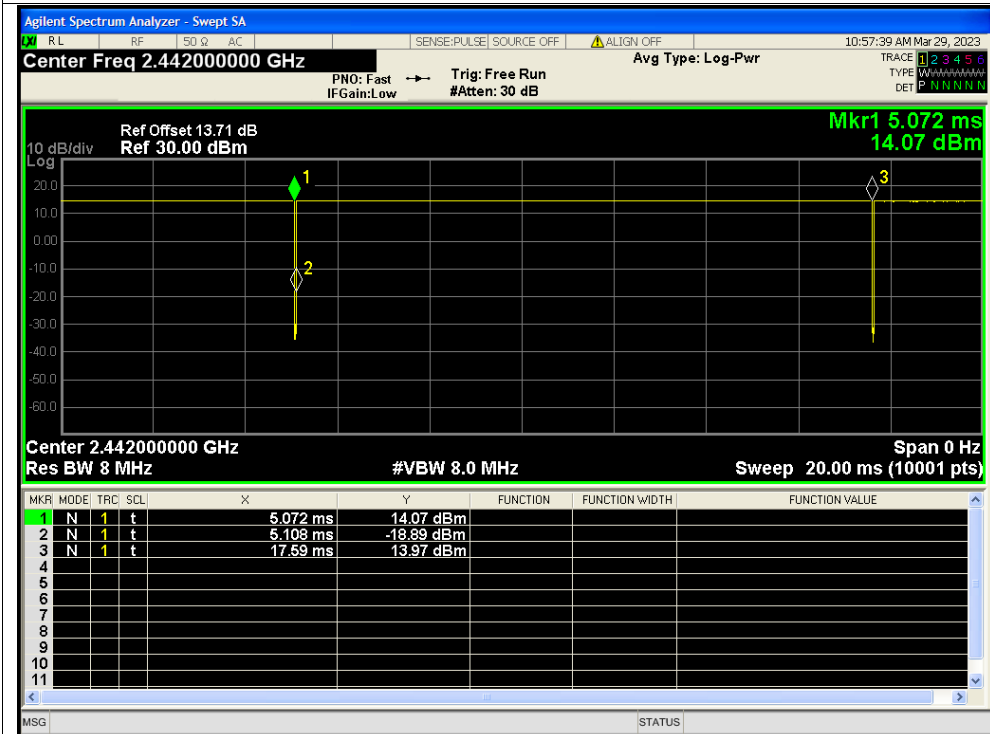 Agilent Spectrum Analyzer - Swept SA
LXI RL RF 50 Ω AC SENSE:PULSE SOURCE OFF ALIGN OFF 10:57:39 AM Mar 29, 2023
Center Freq 2.442000000 GHz Avg Type: Log-Pwr TRACE 1 2 3 4 5 6
PNO: Fast Trig: Free Run TYPE WWWWWW
IFGain:Low #Atten: 30 dB DET P N N N N N
Mkr1 5.072 ms
Ref Offset 13.71 dB 14.07 dBm
10 dB/div Ref 30.00 dBm
Log
1 3
20.0
10.0
0.00
2
-10.0
-20.0
-30.0
-40.0
-50.0
-60.0
Center 2.442000000 GHz Span 0 Hz
Res BW 8 MHz #VBW 8.0 MHz Sweep 20.00 ms (10001 pts)
MKR MODE TRC SCL X Y FUNCTION FUNCTION WIDTH FUNCTION VALUE
1 N 1 t 5.072 ms 14.07 dBm
2 N 1 t 5.108 ms -18.89 dBm
3 N 1 t 17.59 ms 13.97 dBm
4
5
6
7
8
9
10
11
MSG STATUS